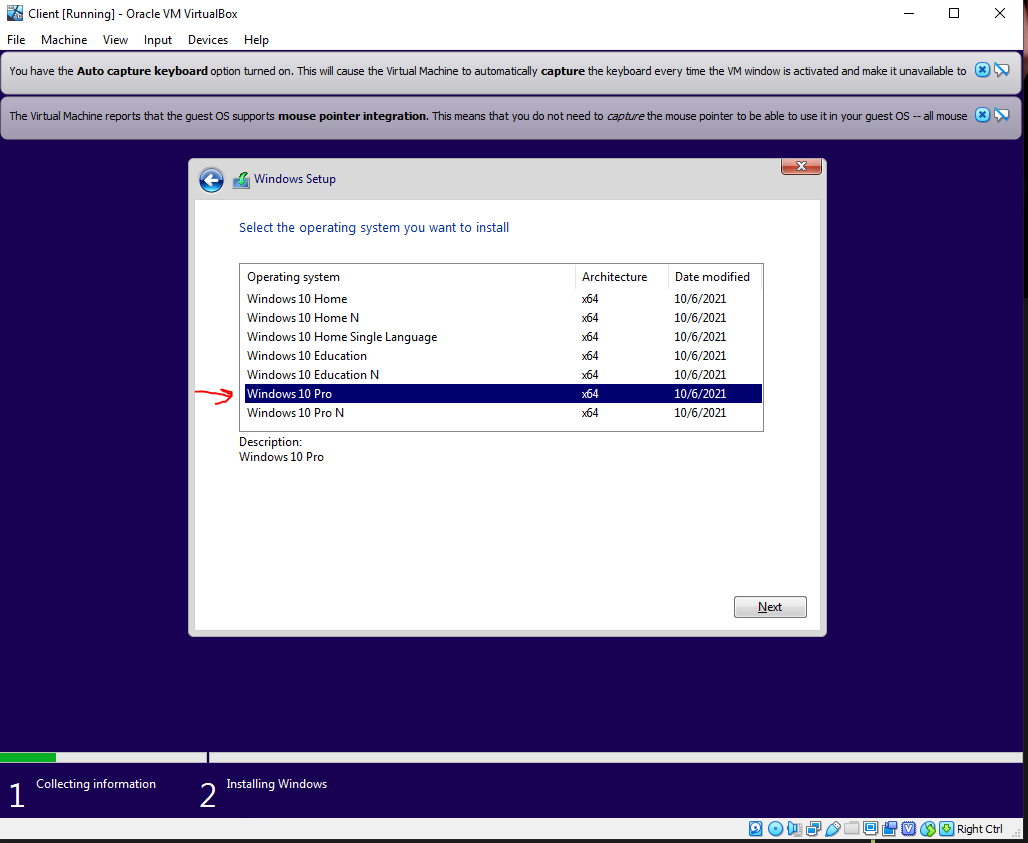 Client [Running] - Oracle VM VirtualBox
File Machine View Input Devices Help
You have the Auto capture keyboard option turned on. This will cause the Virtual Machine to automatically capture the keyboard every time the VM window is activated and make it unavailable to
The Virtual Machine reports that the guest OS supports mouse pointer integration. This means that you do not need to capture the mouse pointer to be able to use it in your guest OS -- all mouse
Windows Setup
Select the operating system you want to install
Operating system Architecture Date modified
Windows 10 Home x64 10/6/2021
Windows 10 Home N x64 10/6/2021
Windows 10 Home Single Language x64 10/6/2021
Windows 10 Education x64 10/6/2021
Windows 10 Education N x64 10/6/2021
Windows 10 Pro x64 10/6/2021
Windows 10 Pro N x64 10/6/2021
Description:
Windows 10 Pro
Next
1 Collecting information 2 Installing Windows
Right Ctrl